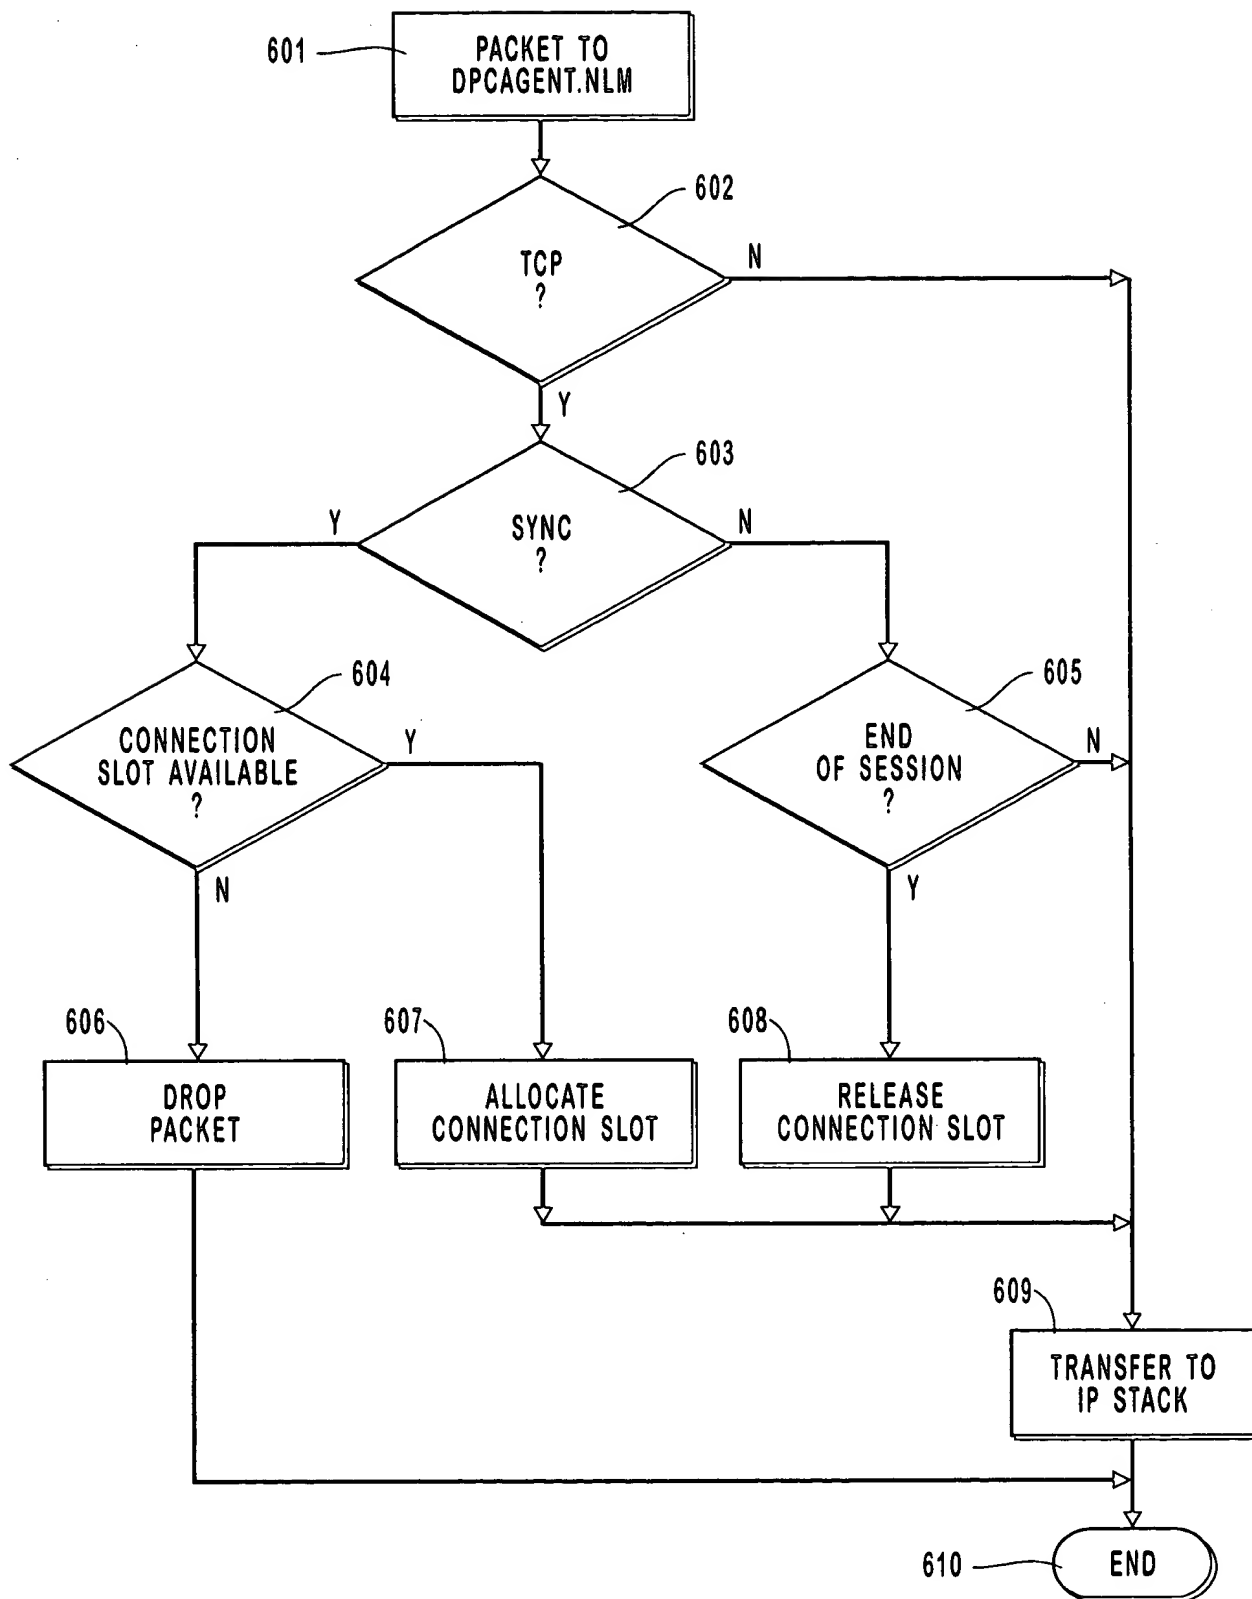 601
PACKET TO
DPCAGENT.NLM
602
TCP
?
N
Y
603
SYNC
?
Y
N
604
CONNECTION
SLOT AVAILABLE
?
Y
N
605
END
OF SESSION
?
N
Y
606
DROP
PACKET
607
ALLOCATE
CONNECTION SLOT
608
RELEASE
CONNECTION SLOT
609
TRANSFER TO
IP STACK
610
END